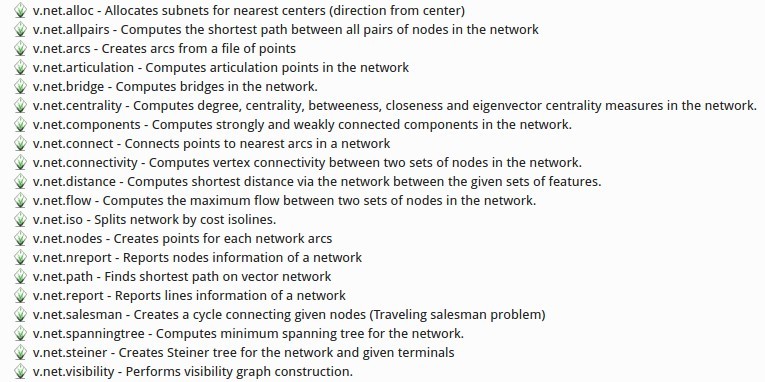 v.net.alloc - Allocates subnets for nearest centers (direction from center)
v.net.allpairs - Computes the shortest path between all pairs of nodes in the network
v.net.arcs - Creates arcs from a file of points
v.net.articulation - Computes articulation points in the network
v.net.bridge - Computes bridges in the network.
v.net.centrality - Computes degree, centrality, betweeness, closeness and eigenvector centrality measures in the network.
v.net.components - Computes strongly and weakly connected components in the network.
v.net.connect - Connects points to nearest arcs in a network
v.net.connectivity - Computes vertex connectivity between two sets of nodes in the network.
v.net.distance - Computes shortest distance via the network between the given sets of features.
v.net.flow - Computes the maximum flow between two sets of nodes in the network.
v.net.iso - Splits network by cost isolines.
v.net.nodes - Creates points for each network arcs
v.net.nreport - Reports nodes information of a network
v.net.path - Finds shortest path on vector network
v.net.report - Reports lines information of a network
v.net.salesman - Creates a cycle connecting given nodes (Traveling salesman problem)
v.net.spanningtree - Computes minimum spanning tree for the network.
v.net.steiner - Creates Steiner tree for the network and given terminals
v.net.visibility - Performs visibility graph construction.